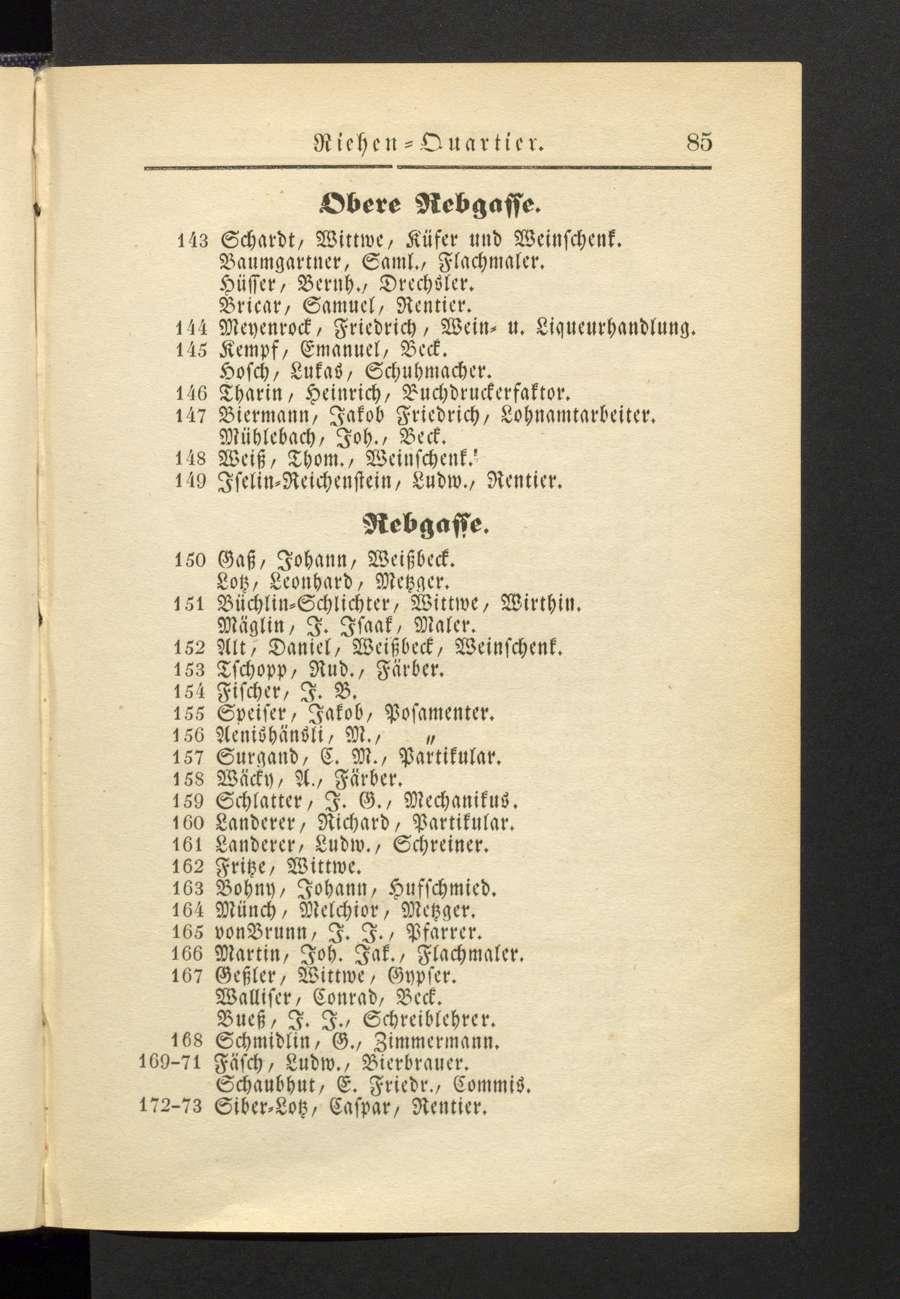 Riehen-Quartier. 85
Obere Rebgasse.
143 Schardt, Wittwe, Küfer und Weinschenk.
Baumgartner, Saml., Flachmaler.
Hüsser, Bernh., Drechsler.
Bricar, Samuel, Rentier.
144 Meyenrock, Friedrich, Wein- u. Liqueurhandlung.
145 Kempf, Emanuel, Beck.
Hosch, Lukas, Schuhmacher.
146 Tharin, Heinrich, Buchdruckerfaktor.
147 Biermann, Jakob Friedrich, Lohnamtarbeiter.
Mühlebach, Joh., Beck.
148 Weiß, Thom., Weinschenk.
149 Iselin-Reichenstein, Ludw., Rentier.
Rebgasse.
150 Gaß, Johann, Weißbeck.
Lotz, Leonhard, Metzger.
151 Büchlin-Schlichter, Wittwe, Wirthin.
Mäglin, J. Isaak, Maler.
152 Alt, Daniel, Weißbeck, Weinschenk.
153 Tschopp, Rud., Färber.
154 Fischer, J. B.
155 Speiser, Jakob, Posamenter.
156 Aenishänsli, M., „
157 Surgand, C. M., Partikular.
158 Wäcky, A., Färber.
159 Schlatter, J. G., Mechanikus.
160 Landerer, Richard, Partikular.
161 Landerer, Ludw., Schreiner.
162 Fritze, Wittwe.
163 Bohny, Johann, Hufschmied.
164 Münch, Melchior, Metzger.
165 vonBrunn, J. J., Pfarrer.
166 Martin, Joh. Jak., Flachmaler.
167 Geßler, Wittwe, Gypser.
Walliser, Conrad, Beck.
Bueß, J. J., Schreiblehrer.
168 Schmidlin, G., Zimmermann.
169-71 Fäsch, Ludw., Bierbrauer.
Schaubhut, E. Friedr., Commis.
172-73 Siber-Lotz, Caspar, Rentier.